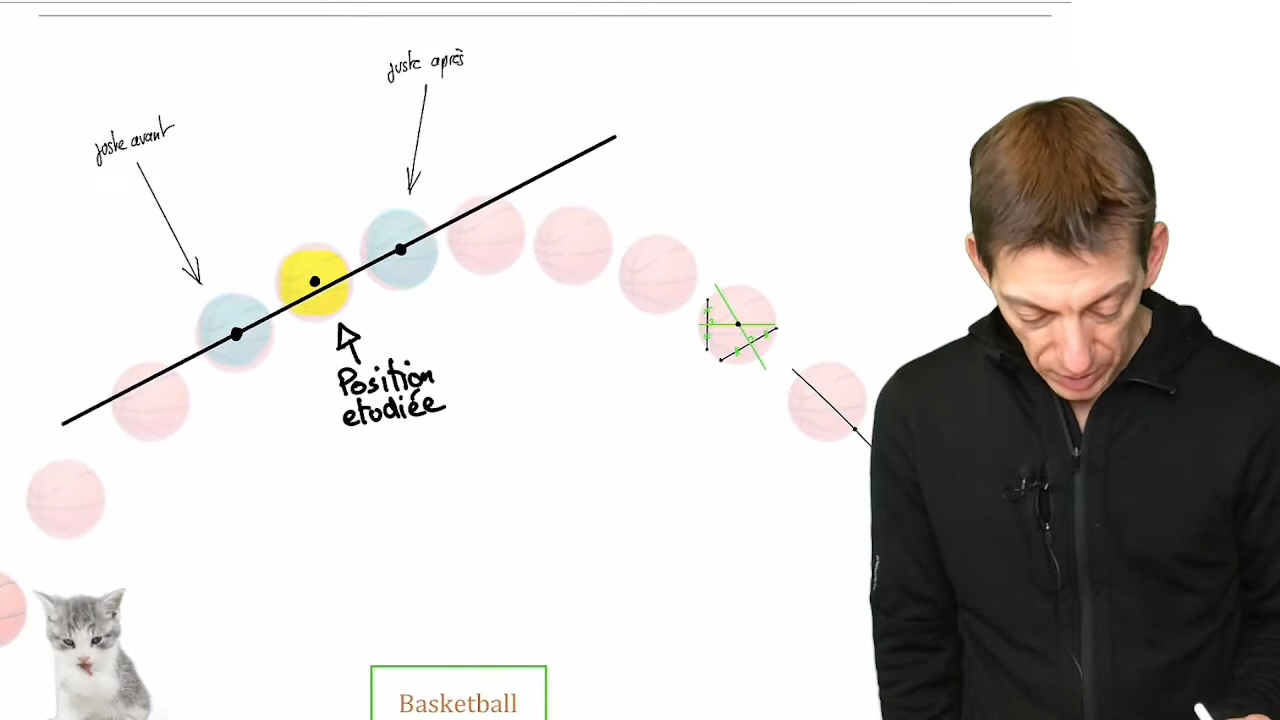 juste après
juste avant
Position
etudiée
Basketball